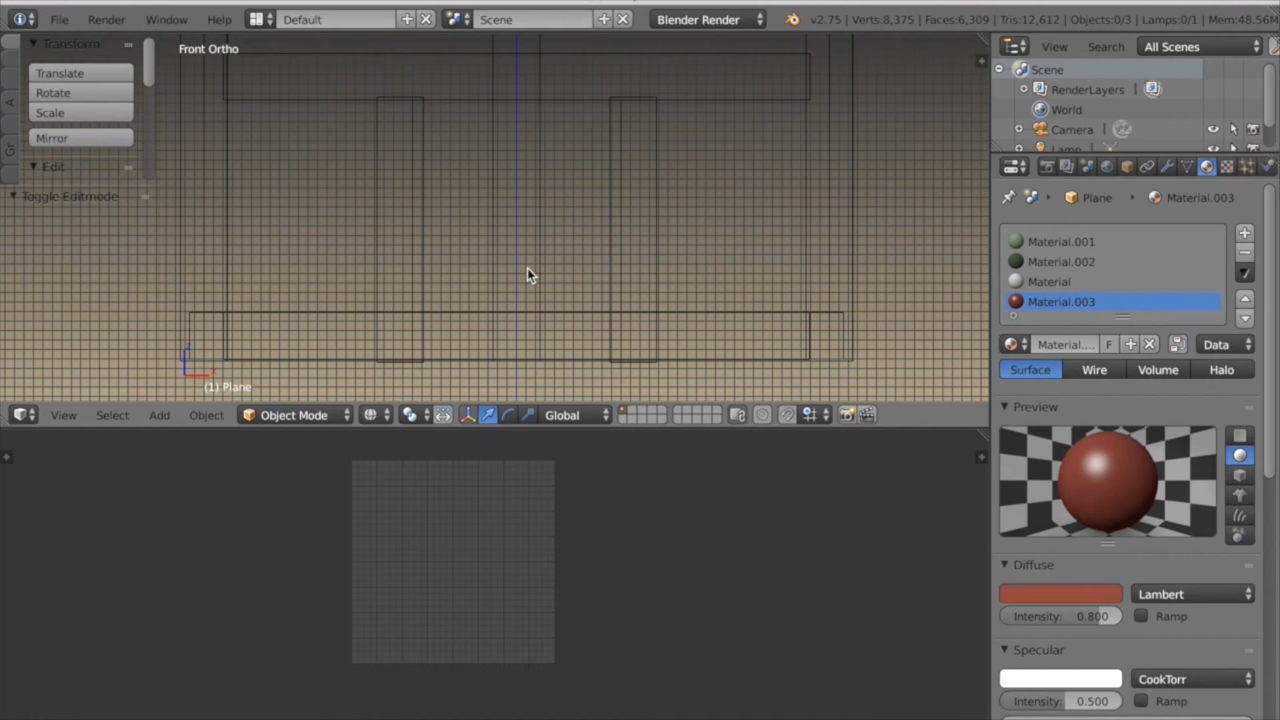 File Render Window Help Default Scene Blender Render v2.75 | Verts:8,375 | Faces:6,309 | Tris:12,612 | Objects:0/3 | Lamps:0/1 | Mem:48.56M
Transform
Front Ortho
Translate
Rotate
Scale
Mirror
Edit
Toggle Editmode
A
Gr
(1) Plane
View Select Add Object Object Mode Global
View Search All Scenes
Scene
RenderLayers
World
Camera
Lamp
Plane Material.003
Material.001
Material.002
Material
Material.003
Material.... F Data
Surface Wire Volume Halo
Preview
Diffuse
Lambert
Intensity: 0.800 Ramp
Specular
CookTorr
Intensity: 0.500 Ramp